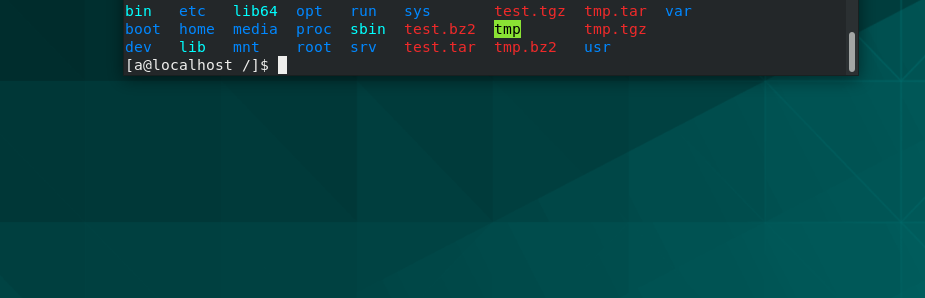 bin etc lib64 opt run sys test.tgz tmp.tar var
boot home media proc sbin test.bz2 tmp tmp.tgz
dev lib mnt root srv test.tar tmp.bz2 usr
[a@localhost /]$